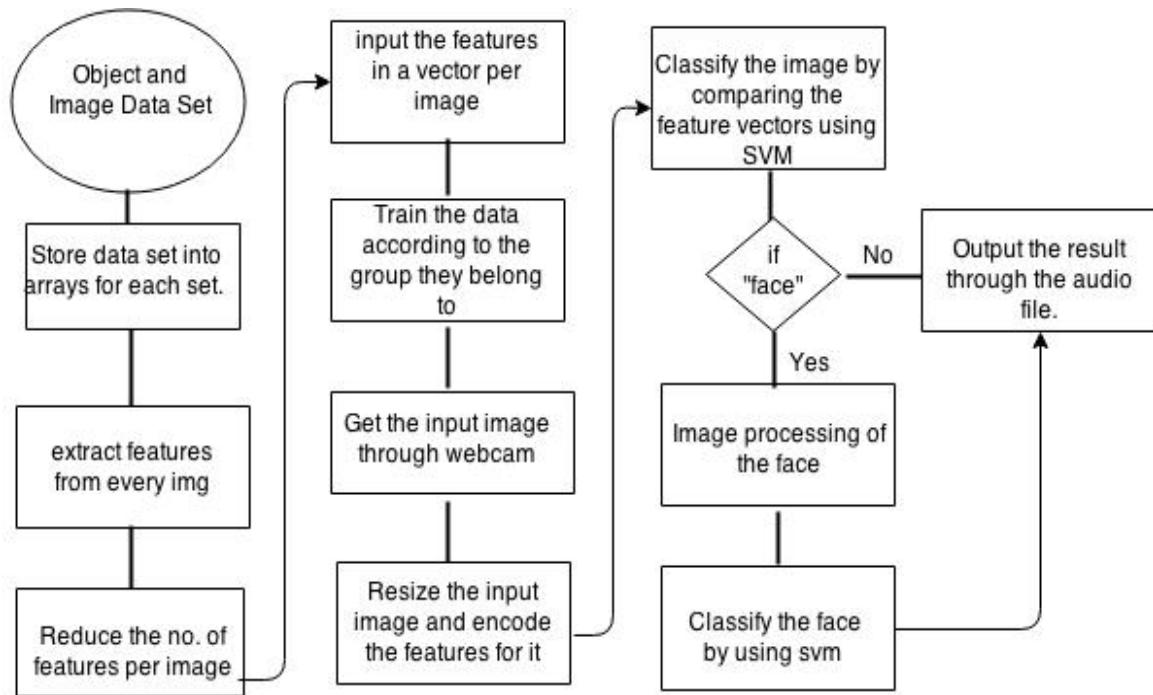 Object and
Image Data Set
Store data set into
arrays for each set.
extract features
from every img
Reduce the no. of
features per image
input the features
in a vector per
image
Train the data
according to the
group they belong
to
Get the input image
through webcam
Resize the input
image and encode
the features for it
Classify the image by
comparing the
feature vectors using
SVM
if
"face"
No
Yes
Output the result
through the audio
file.
Image processing of
the face
Classify the face
by using svm